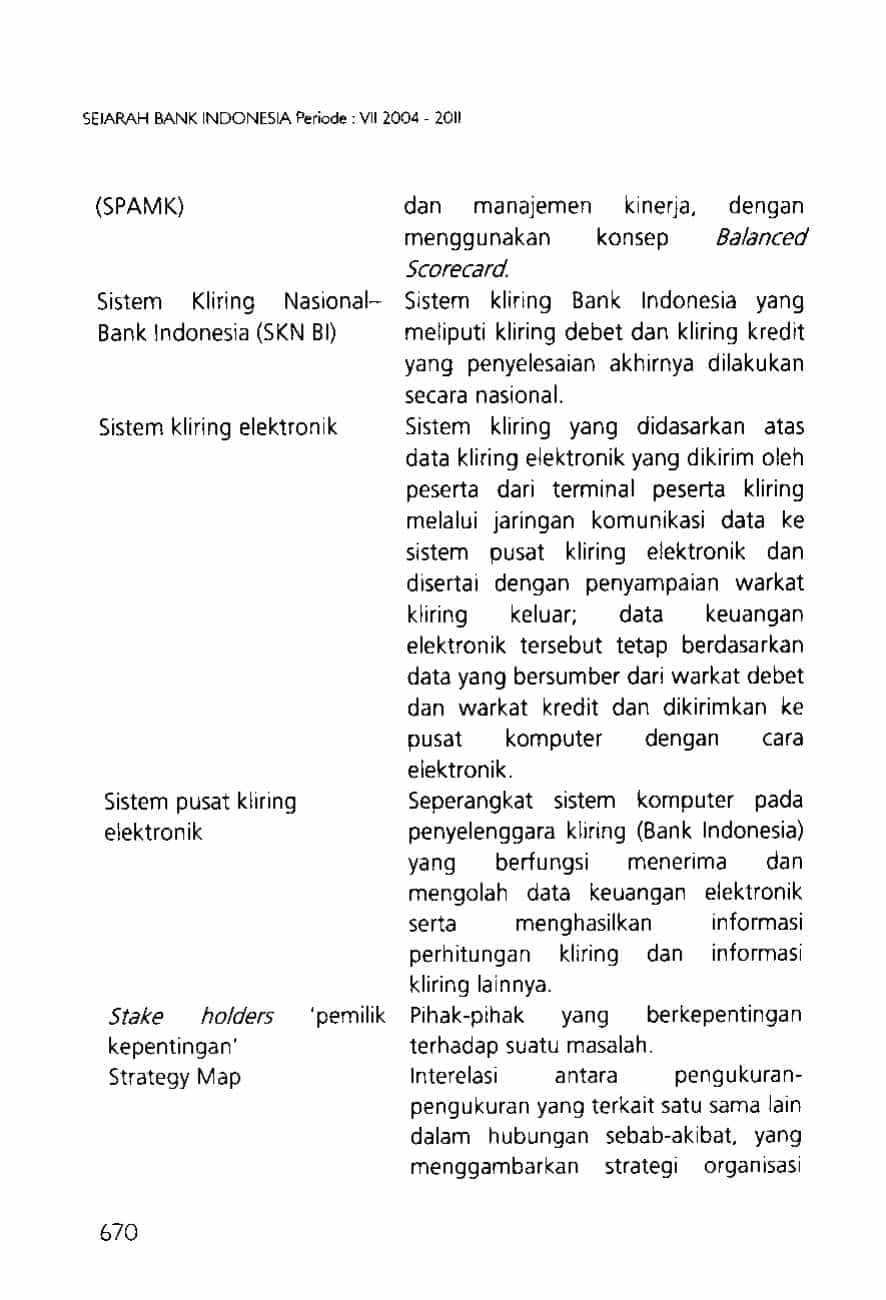 SEJARAH BANK INDONESIA Periode : VII 2004 - 2011
(SPAMK) dan manajemen kinerja, dengan
menggunakan konsep Balanced
Scorecard.
Sistem Kliring Nasional– Sistem kliring Bank Indonesia yang
Bank Indonesia (SKN BI) meliputi kliring debet dan kliring kredit
yang penyelesaian akhirnya dilakukan
secara nasional.
Sistem kliring elektronik Sistem kliring yang didasarkan atas
data kliring elektronik yang dikirim oleh
peserta dari terminal peserta kliring
melalui jaringan komunikasi data ke
sistem pusat kliring elektronik dan
disertai dengan penyampaian warkat
kliring keluar; data keuangan
elektronik tersebut tetap berdasarkan
data yang bersumber dari warkat debet
dan warkat kredit dan dikirimkan ke
pusat komputer dengan cara
elektronik.
Sistem pusat kliring Seperangkat sistem komputer pada
elektronik penyelenggara kliring (Bank Indonesia)
yang berfungsi menerima dan
mengolah data keuangan elektronik
serta menghasilkan informasi
perhitungan kliring dan informasi
kliring lainnya.
Stake holders 'pemilik Pihak-pihak yang berkepentingan
kepentingan' terhadap suatu masalah.
Strategy Map Interelasi antara pengukuran-
pengukuran yang terkait satu sama lain
dalam hubungan sebab-akibat, yang
menggambarkan strategi organisasi
670